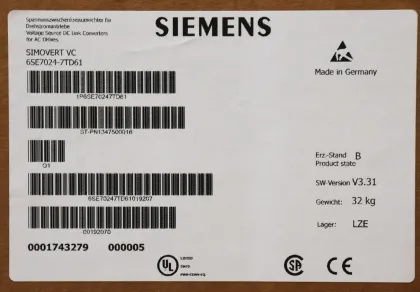 Spannungszwischenkreisumrichter für
Drehstromantriebe
Voltage Source DC Link Converters
for AC Drives
SIEMENS
SIMOVERT VC
6SE7024-7TD61
Made in Germany
1P6SE70247TD61
ST-PN1347500016
Q1
Erz.-Stand B
Product state
SW-Version V3.31
6SE70247TD61019207
Gewicht: 32 kg
Lager: LZE
0001743279 000005
UL
LISTED